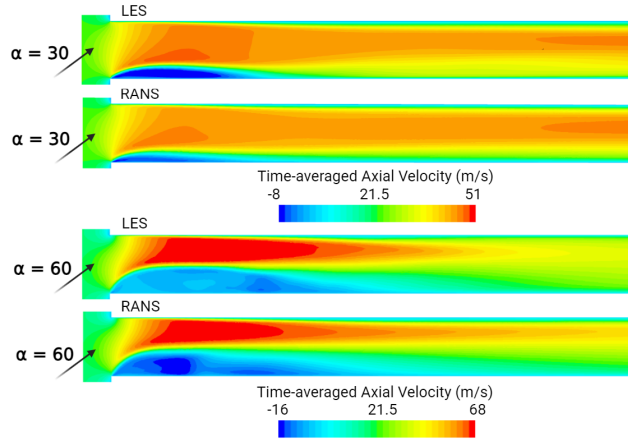 LES
α = 30
RANS
α = 30
Time-averaged Axial Velocity (m/s)
-8 21.5 51
LES
α = 60
RANS
α = 60
Time-averaged Axial Velocity (m/s)
-16 21.5 68